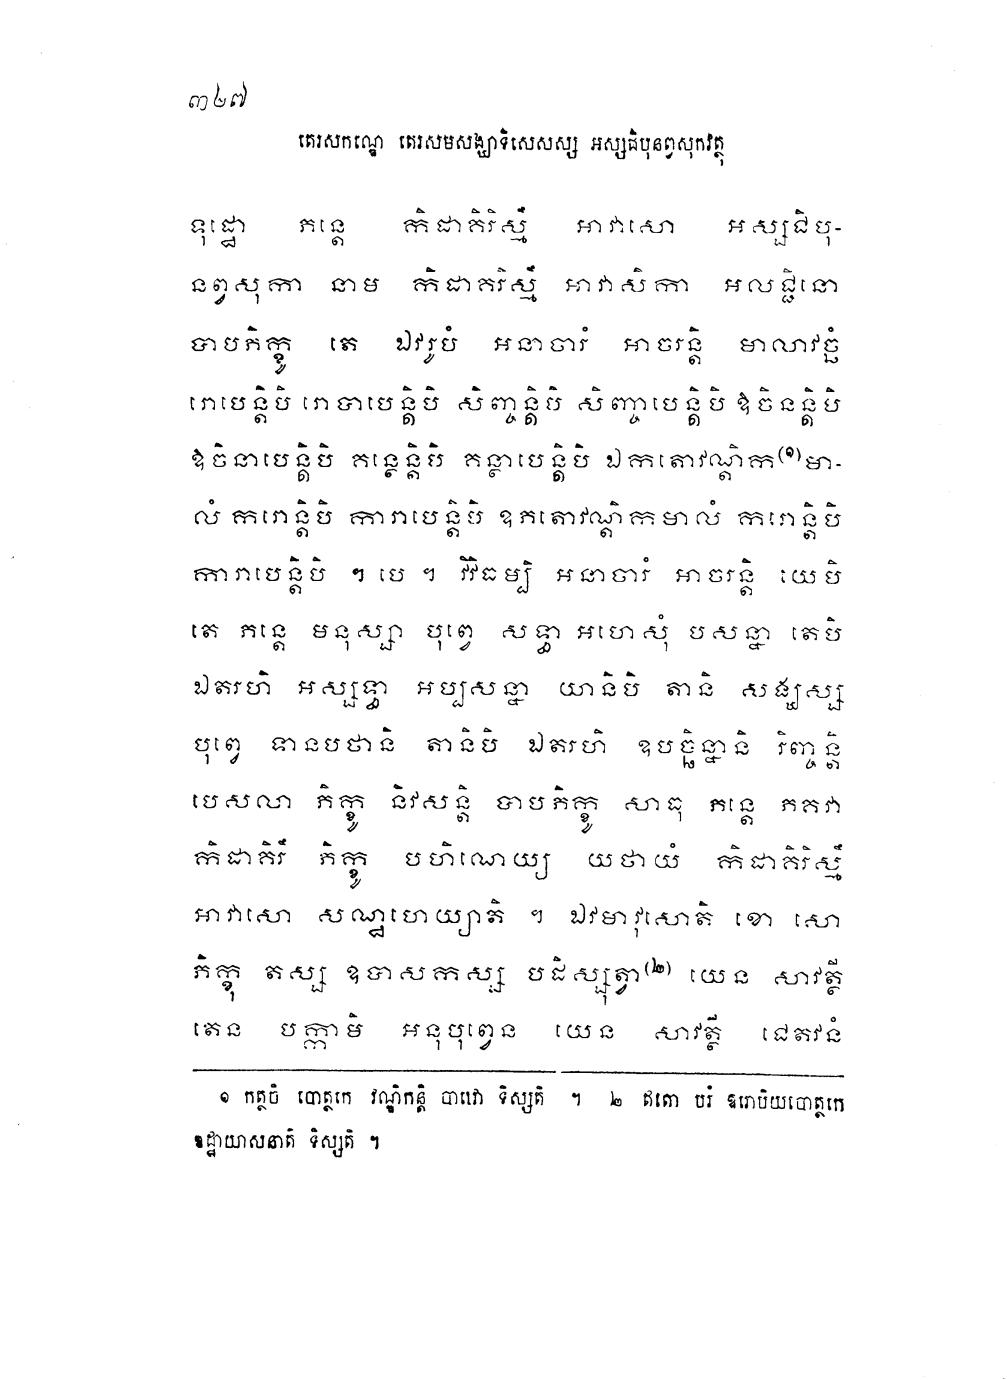 ៣២៧
តេរសកណ្ឌេ តេរសមសង្ឃាទិសេសស្ស អស្សជិបុនព្វសុកវត្ថុ
ទុដ្ឋោ ភន្តេ កិដាគិរិស្មឹ អាវាសោ អស្សជិបុ-
នព្វសុកា នាម កិដាគរិស្មឹ អាវាសិកា អលជ្ជិនោ
បាបភិក្ខូ តេ ឯវរូបំ អនាចារំ អាចរន្តិ មាលាវច្ឆំ
រោបេន្តិបិ រោបាបេន្តិបិ សិញ្ចន្តិបិ សិញ្ចាបេន្តិបិ ឱចិនន្តិបិ
ឱចិនាបេន្តិបិ គន្ថេន្តិបិ គន្ថាបេន្តិបិ ឯកតោវណ្តិក(១)មា-
លំ ករោន្តិបិ ការាបេន្តិបិ ឧភតោវណ្តិកមាលំ ករោន្តិបិ
ការាបេន្តិបិ ។ បេ ។ វិវិធម្បិ អនាចារំ អាចរន្តិ យេបិ
តេ ភន្តេ មនុស្សា បុព្វេ សទ្ធា អហេសុំ បសន្នា តេបិ
ឯតរហិ អស្សទ្ធា អប្បសន្នា យានិបិ តានិ សង្ឃស្ស
បុព្វេ ទានបថានិ តានិបិ ឯតរហិ ឧបច្ឆិន្នានិ រិញ្ចន្តិ
បេសលា ភិក្ខូ និវសន្តិ បាបភិក្ខូ សាធុ ភន្តេ ភគវា
កិដាគិរឹ ភិក្ខូ បហិណេយ្យ យថាយំ កិដាគិរិស្មឹ
អាវាសោ សណ្ឋហេយ្យាតិ ។ ឯវមាវុសោតិ ខោ សោ
ភិក្ខុ តស្ស ឧបាសកស្ស បដិស្សុត្វា(២) យេន សាវត្ថី
តេន បក្កាមិ អនុបុព្វេន យេន សាវត្ថី ជេតវនំ
១ កត្ថចិ បោត្ថកេ វណ្ឌិកន្តិ បាឋោ ទិស្សតិ ។ ២ ឥតោ បរំ ឧរោបិយបោត្ថកេ
ឧដ្ឋាយាសនាតិ ទិស្សតិ ។